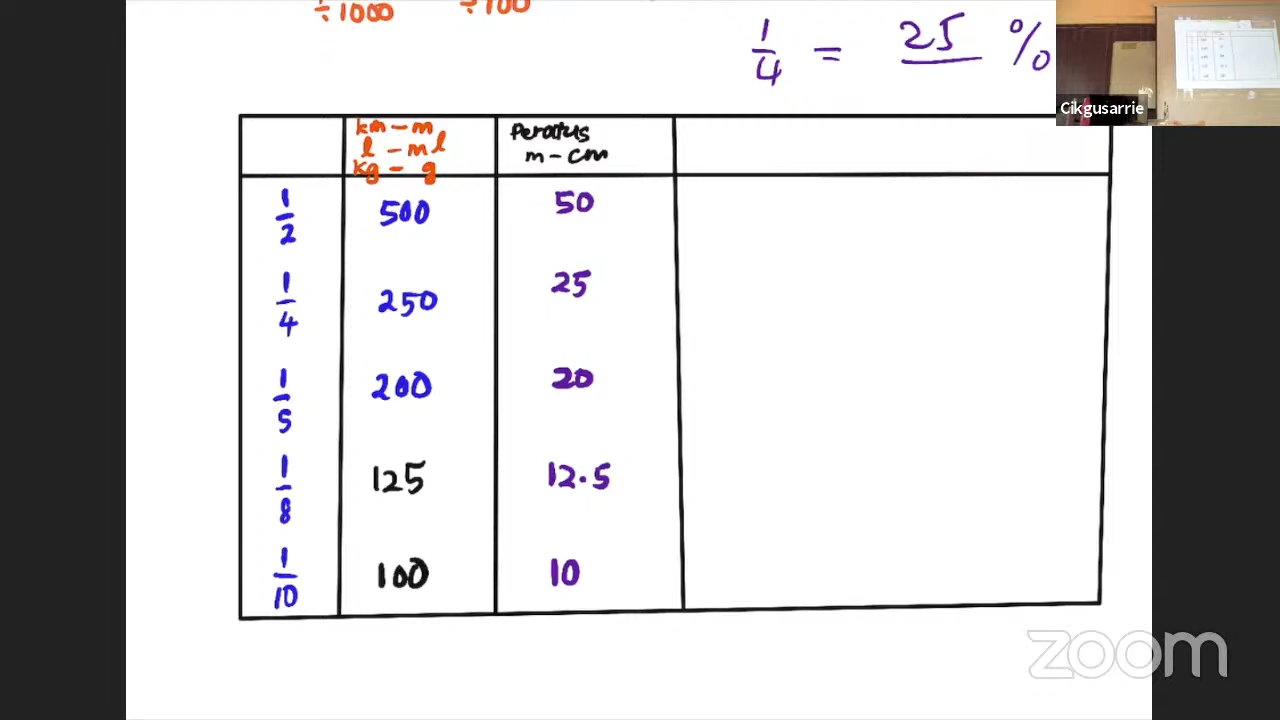 ÷1000 ÷100
1/4 = 25 %
Cikgusarrie
km – m
l – ml
kg – g
Peratus
m – cm
1/2 500 50
1/4 250 25
1/5 200 20
1/8 125 12.5
1/10 100 10
zoom